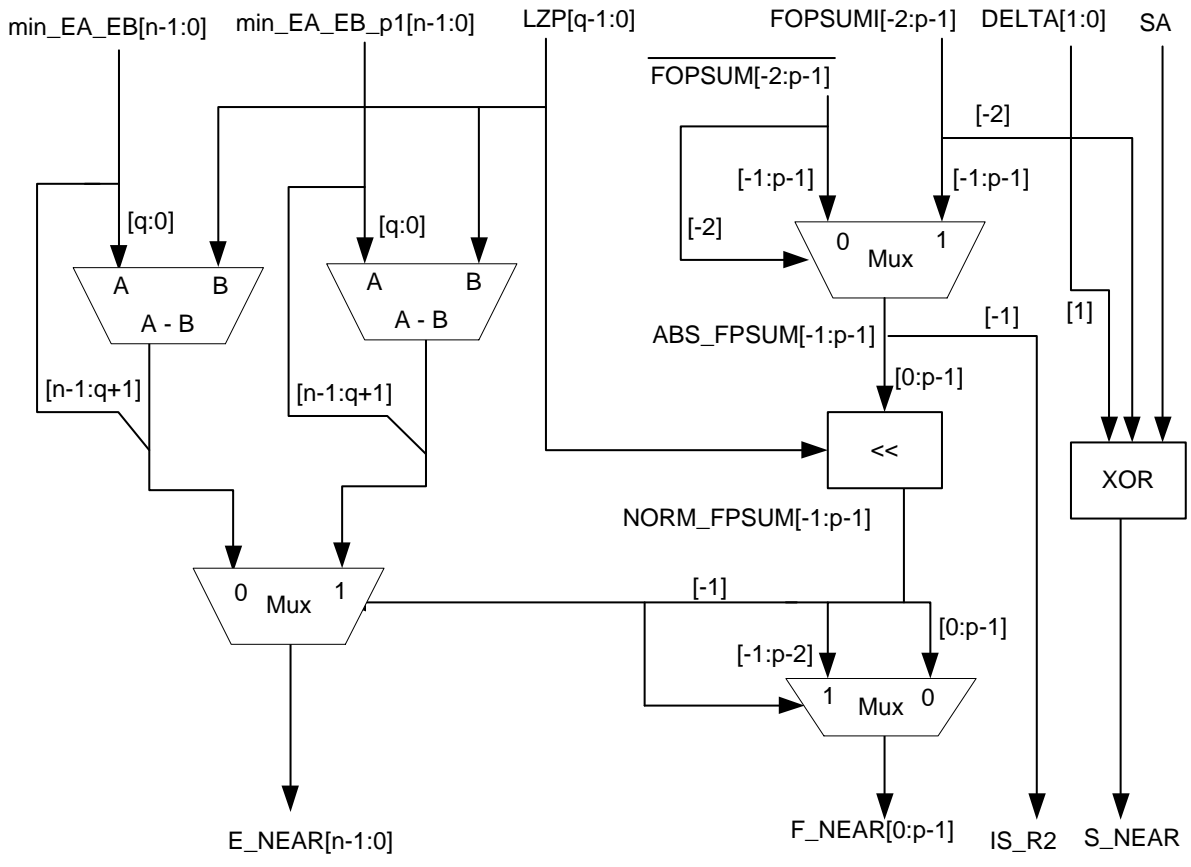 min_EA_EB[n-1:0]
min_EA_EB_p1[n-1:0]
LZP[q-1:0]
FOPSUMI[-2:p-1]
DELTA[1:0]
SA
FOPSUM[-2:p-1]
[-2]
[-1:p-1]
[-1:p-1]
[q:0]
[q:0]
[-2]
0
1
Mux
A
B
A - B
A
B
A - B
ABS_FPSUM[-1:p-1]
[-1]
[1]
[n-1:q+1]
[n-1:q+1]
[0:p-1]
<<
XOR
NORM_FPSUM[-1:p-1]
0
1
Mux
[-1]
[0:p-1]
[-1:p-2]
1
0
Mux
E_NEAR[n-1:0]
F_NEAR[0:p-1]
IS_R2
S_NEAR